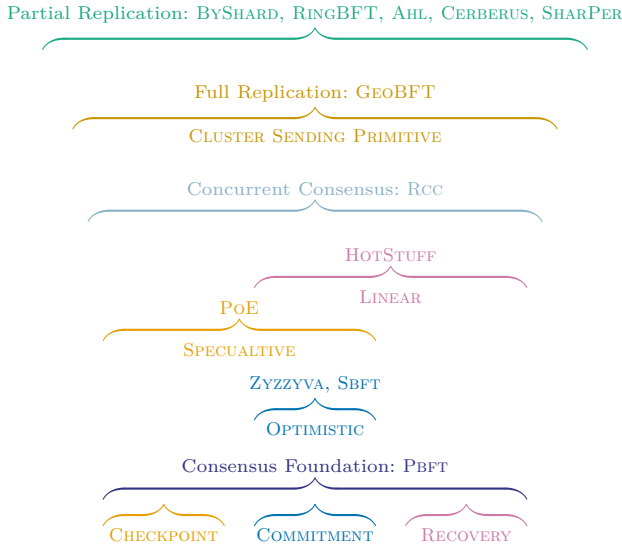 Partial Replication: ByShard, RingBFT, Ahl, Cerberus, SharPer
Full Replication: GeoBFT
Cluster Sending Primitive
Concurrent Consensus: Rcc
HotStuff
Linear
PoE
Specualtive
Zyzzyva, Sbft
Optimistic
Consensus Foundation: Pbft
Checkpoint Commitment Recovery